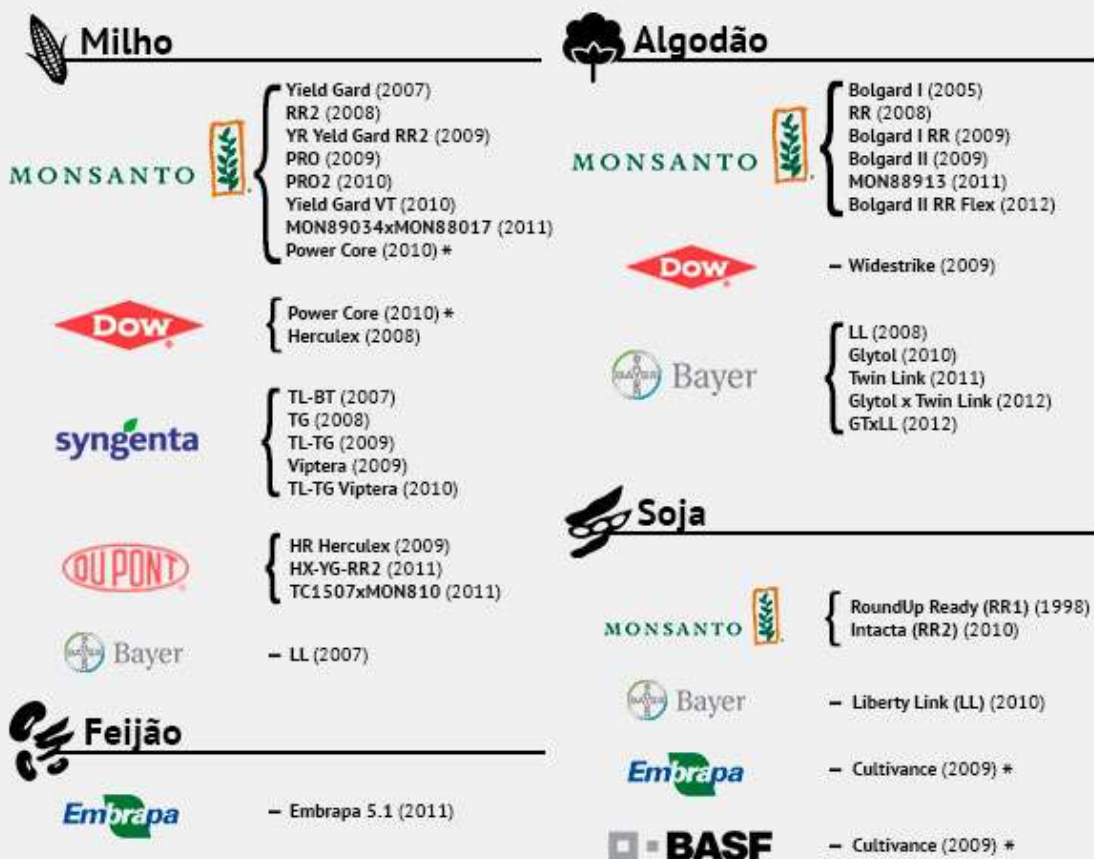 Milho
MONSANTO
Yield Gard (2007)
RR2 (2008)
YR Yeld Gard RR2 (2009)
PRO (2009)
PRO2 (2010)
Yield Gard VT (2010)
MON89034xMON88017 (2011)
Power Core (2010) *
Dow
Power Core (2010) *
Herculex (2008)
syngenta
TL-BT (2007)
TG (2008)
TL-TG (2009)
Viptera (2009)
TL-TG Viptera (2010)
DU PONT
HR Herculex (2009)
HX-YG-RR2 (2011)
TC1507xMON810 (2011)
Bayer
– LL (2007)
Feijão
Embrapa
– Embrapa 5.1 (2011)
Algodão
MONSANTO
Bolgard I (2005)
RR (2008)
Bolgard I RR (2009)
Bolgard II (2009)
MON88913 (2011)
Bolgard II RR Flex (2012)
Dow
– Widestrike (2009)
Bayer
LL (2008)
Glytol (2010)
Twin Link (2011)
Glytol x Twin Link (2012)
GTxLL (2012)
Soja
MONSANTO
RoundUp Ready (RR1) (1998)
Intacta (RR2) (2010)
Bayer
– Liberty Link (LL) (2010)
Embrapa
– Cultivance (2009) *
BASF
– Cultivance (2009) *